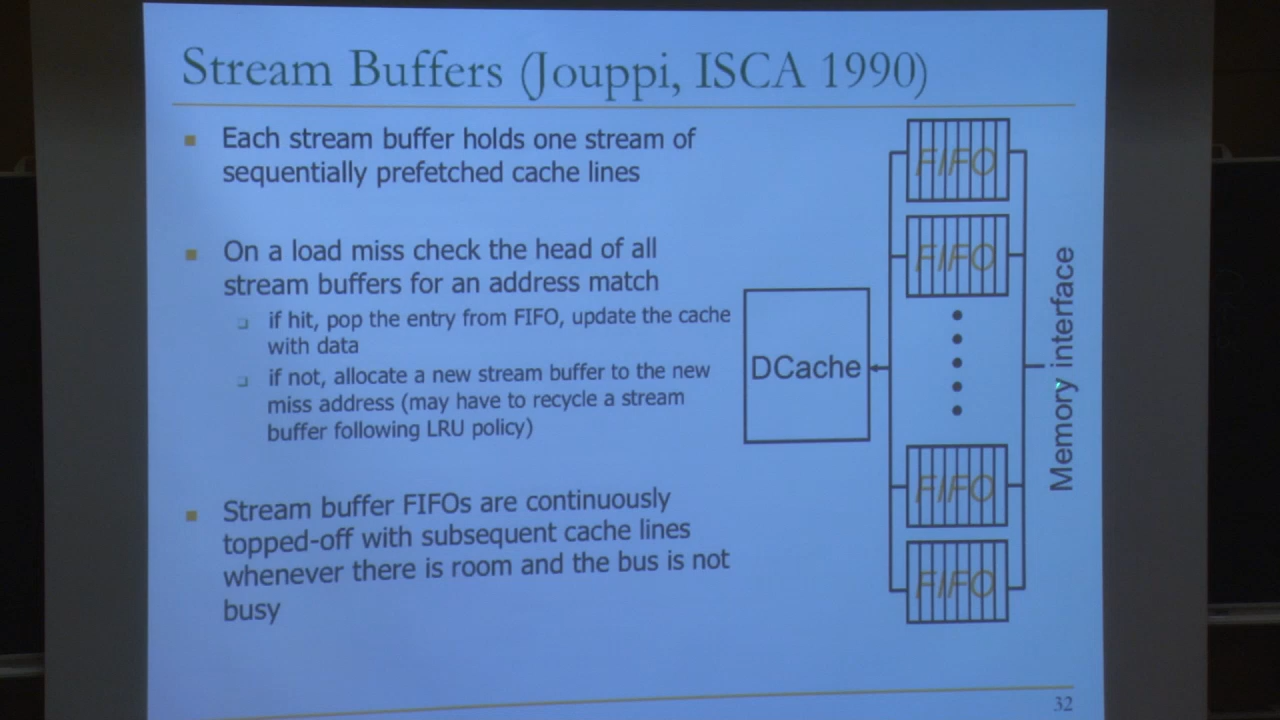 Stream Buffers (Jouppi, ISCA 1990)
Each stream buffer holds one stream of
sequentially prefetched cache lines
On a load miss check the head of all
stream buffers for an address match
if hit, pop the entry from FIFO, update the cache
with data
if not, allocate a new stream buffer to the new
miss address (may have to recycle a stream
buffer following LRU policy)
Stream buffer FIFOs are continuously
topped-off with subsequent cache lines
whenever there is room and the bus is not
busy
FIFO
FIFO
DCache
FIFO
FIFO
Memory interface
32